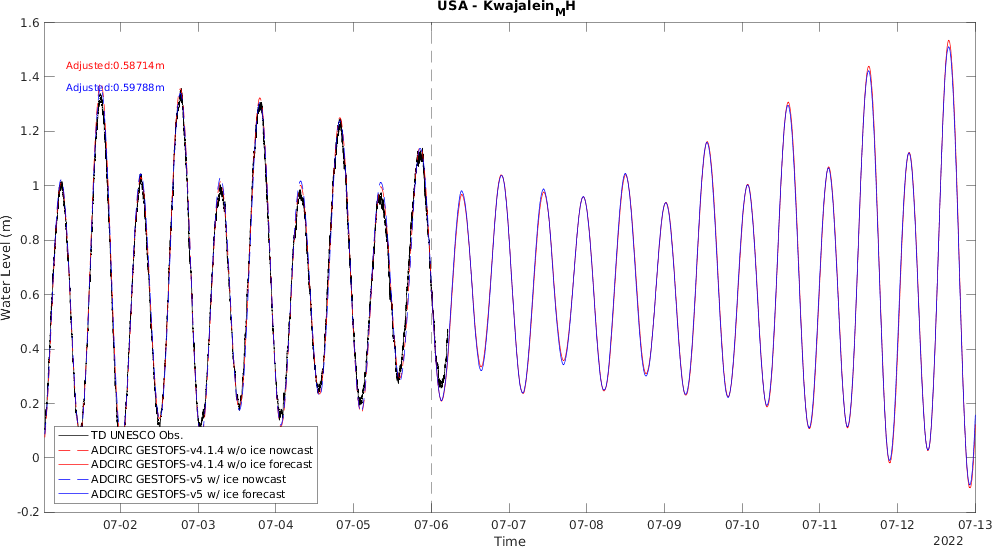 USA - Kwajalein_MH
1.6
1.4
1.2
1
0.8
0.6
0.4
0.2
0
-0.2
Water Level (m)
Adjusted:0.58714m
Adjusted:0.59788m
TD UNESCO Obs.
ADCIRC GESTOFS-v4.1.4 w/o ice nowcast
ADCIRC GESTOFS-v4.1.4 w/o ice forecast
ADCIRC GESTOFS-v5 w/ ice nowcast
ADCIRC GESTOFS-v5 w/ ice forecast
07-02 07-03 07-04 07-05 07-06 07-07 07-08 07-09 07-10 07-11 07-12 07-13
Time
2022